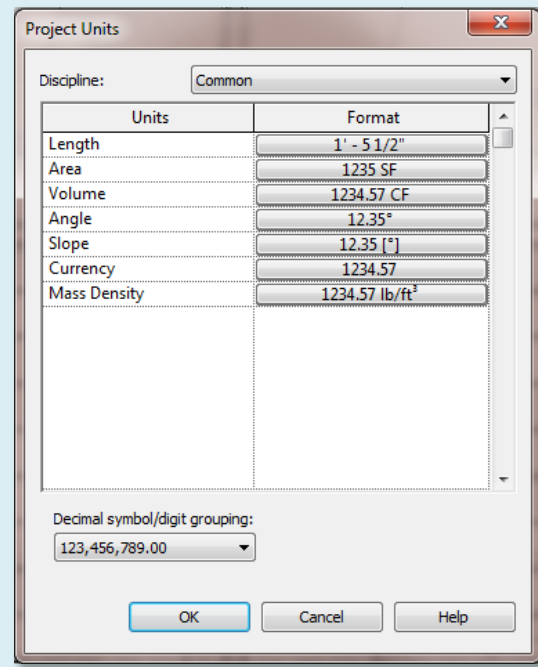 Project Units
Discipline: Common
Units Format
Length 1' - 5 1/2"
Area 1235 SF
Volume 1234.57 CF
Angle 12.35°
Slope 12.35 [°]
Currency 1234.57
Mass Density 1234.57 lb/ft³
Decimal symbol/digit grouping:
123,456,789.00
OK Cancel Help